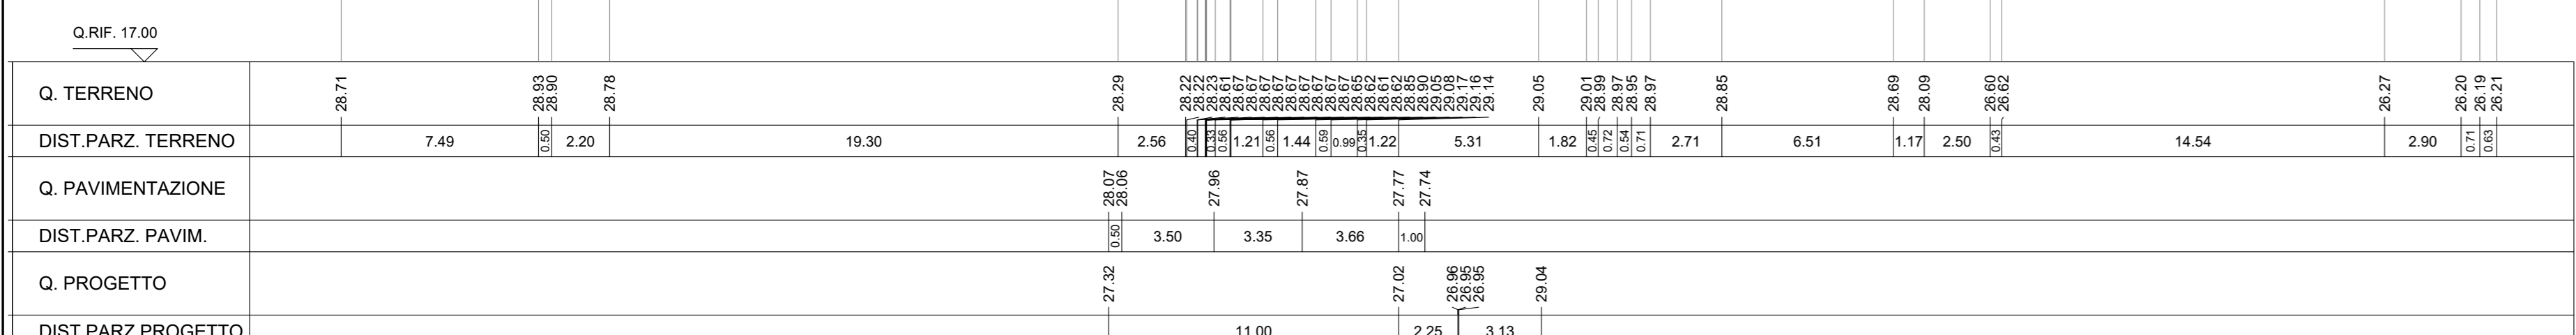 Q.RIF. 17.00
Q. TERRENO 28.71 28.93 28.90 28.78 28.29 28.22 28.22 28.23 28.61 28.67 28.67 28.67 28.67 28.67 28.67 28.67 28.67 28.67 28.65 28.62 28.61 28.62 28.85 28.90 29.05 29.08 29.17 29.16 29.14 29.05 29.01 28.99 28.97 28.95 28.97 28.85 28.69 28.09 26.60 26.62 26.27 26.20 26.19 26.21
DIST.PARZ. TERRENO 7.49 0.50 2.20 19.30 2.56 0.40 0.33 0.56 1.21 0.56 1.44 0.59 0.99 0.35 1.22 5.31 1.82 0.45 0.72 0.54 0.71 2.71 6.51 1.17 2.50 0.43 14.54 2.90 0.71 0.63
Q. PAVIMENTAZIONE 28.07 28.06 27.96 27.87 27.77 27.74
DIST.PARZ. PAVIM. 0.50 3.50 3.35 3.66 1.00
Q. PROGETTO 27.32 27.02 26.96 26.95 26.95 29.04
DIST.PARZ.PROGETTO 11.00 2.25 3.13